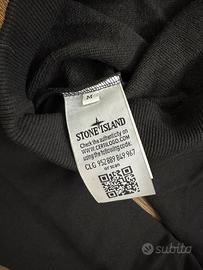 M
STONE ISLAND
Check the authenticity on
WWW.CERTILOGO.COM
using the following code:
CLG 952 889 849 967
or scan
subito